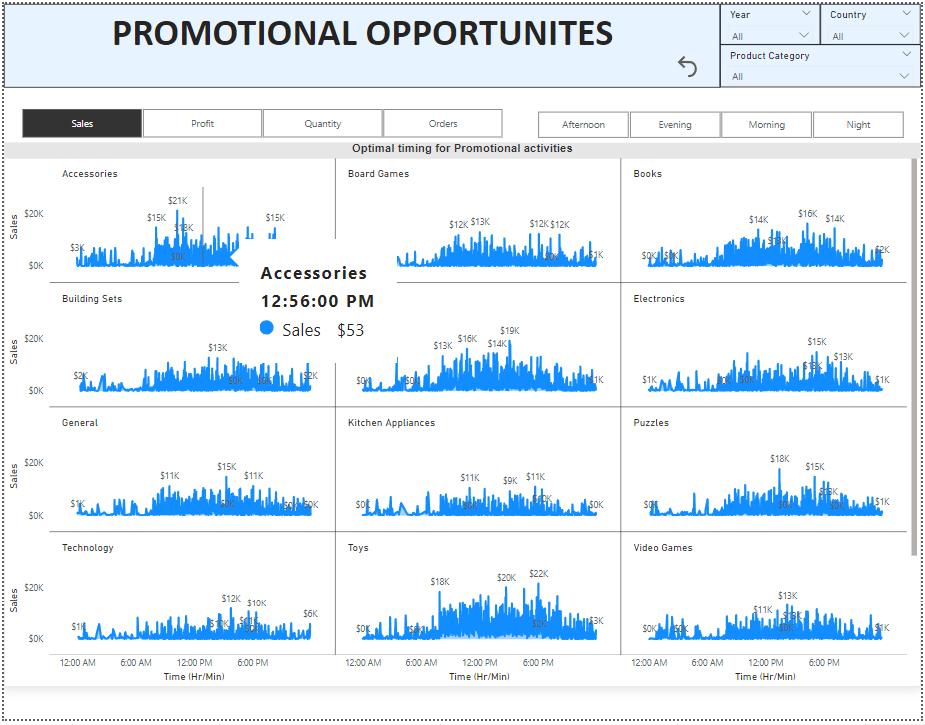 PROMOTIONAL OPPORTUNITES
Year
All
Country
All
Product Category
All
Sales Profit Quantity Orders
Afternoon Evening Morning Night
Optimal timing for Promotional activities
Accessories Board Games Books
Sales
$20K
$0K
$3K $15K $21K $13K $0K $15K
$12K $13K $12K $12K $0K $1K
$0K $0K $14K $13K $16K $14K $2K
Accessories
12:56:00 PM
Sales $53
Building Sets Electronics
Sales
$20K
$0K
$2K $13K $0K $2K
$0K $13K $16K $14K $19K $1K
$1K $0K $15K $13K $1K
General Kitchen Appliances Puzzles
Sales
$20K
$0K
$1K $11K $15K $0K $11K $0K
$0K $11K $9K $11K $0K
$0K $18K $15K $0K $1K
Technology Toys Video Games
Sales
$20K
$0K
$1K $12K $10K $6K
$0K $18K $20K $22K $2K $3K
$0K $0K $11K $13K $0K $1K
12:00 AM 6:00 AM 12:00 PM 6:00 PM
12:00 AM 6:00 AM 12:00 PM 6:00 PM
12:00 AM 6:00 AM 12:00 PM 6:00 PM
Time (Hr/Min) Time (Hr/Min) Time (Hr/Min)